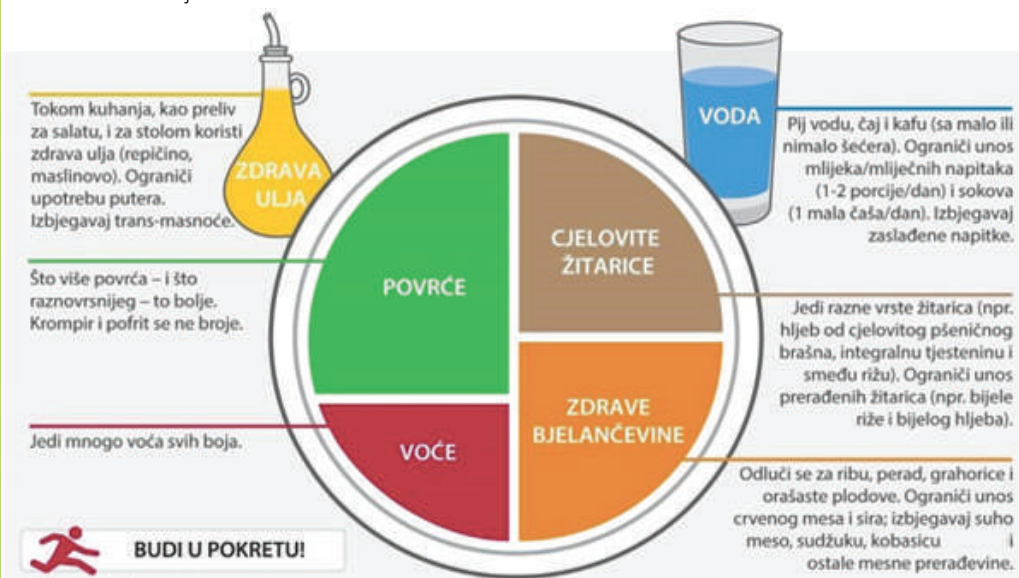 Tokom kuhanja, kao preliv
za salatu, i za stolom koristi
zdrava ulja (repičino,
maslinovo). Ograniči
upotrebu putera.
Izbjegavaj trans-masnoće.
ZDRAVA
ULJA
VODA
Pij vodu, čaj i kafu (sa malo ili
nimalo šećera). Ograniči unos
mlijeka/mliječnih napitaka
(1-2 porcije/dan) i sokova
(1 mala čaša/dan). Izbjegavaj
zaslađene napitke.
Što više povrća – i što
raznovrsnijeg – to bolje.
Krompir i pofrit se ne broje.
POVRĆE
CJELOVITE
ŽITARICE
Jedi razne vrste žitarica (npr.
hljeb od cjelovitog pšeničnog
brašna, integralnu tjesteninu i
smeđu rižu). Ograniči unos
prerađenih žitarica (npr. bijele
riže i bijelog hljeba).
Jedi mnogo voća svih boja.
VOĆE
ZDRAVE
BJELANČEVINE
Odluči se za ribu, perad, grahorice i
orašaste plodove. Ograniči unos
crvenog mesa i sira; izbjegavaj suho
meso, sudžuku, kobasicu i
ostale mesne prerađevine.
BUDI U POKRETU!